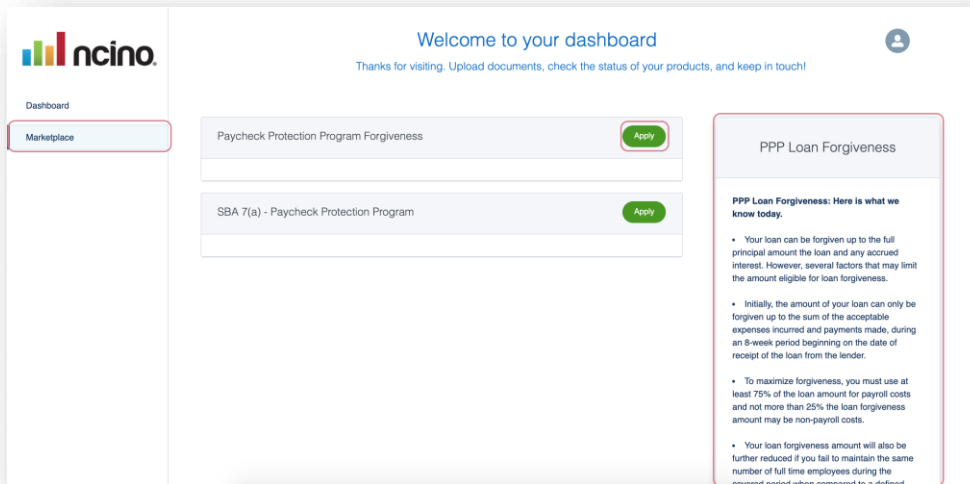 ncino.
Dashboard
Marketplace
Welcome to your dashboard
Thanks for visiting. Upload documents, check the status of your products, and keep in touch!
Paycheck Protection Program Forgiveness
Apply
SBA 7(a) - Paycheck Protection Program
Apply
PPP Loan Forgiveness
PPP Loan Forgiveness: Here is what we
know today.
• Your loan can be forgiven up to the full
principal amount the loan and any accrued
interest. However, several factors that may limit
the amount eligible for loan forgiveness.
• Initially, the amount of your loan can only be
forgiven up to the sum of the acceptable
expenses incurred and payments made, during
an 8-week period beginning on the date of
receipt of the loan from the lender.
• To maximize forgiveness, you must use at
least 75% of the loan amount for payroll costs
and not more than 25% the loan forgiveness
amount may be non-payroll costs.
• Your loan forgiveness amount will also be
further reduced if you fail to maintain the same
number of full time employees during the
covered period when compared to a defined